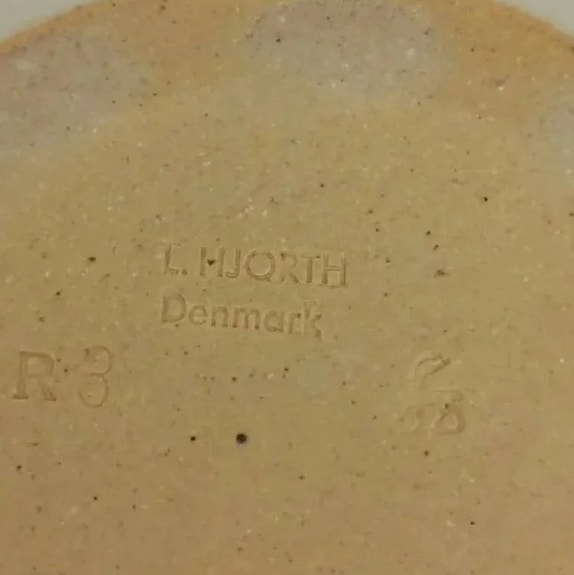 L. HJORTH
Denmark
R 3